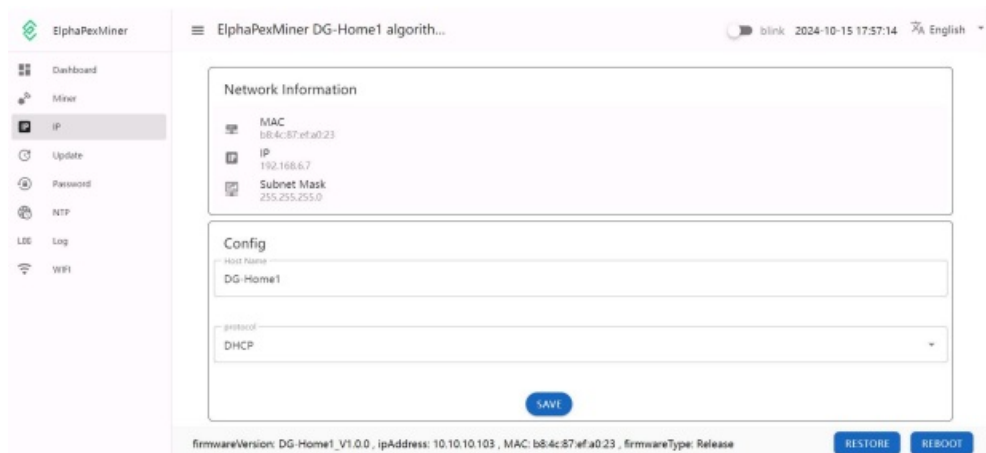 ElphaPexMiner
ElphaPexMiner DG-Home1 algorith...
blink 2024-10-15 17:57:14 English
Dashboard
Miner
IP
Update
Password
NTP
LOG Log
WIFI
Network Information
MAC
b8:4c:87:ef:a0:23
IP
192.168.6.7
Subnet Mask
255.255.255.0
Config
Host Name
DG-Home1
protocol
DHCP
SAVE
firmwareVersion: DG-Home1_V1.0.0 , ipAddress: 10.10.10.103 , MAC: b8:4c:87:ef:a0:23 , firmwareType: Release
RESTORE REBOOT